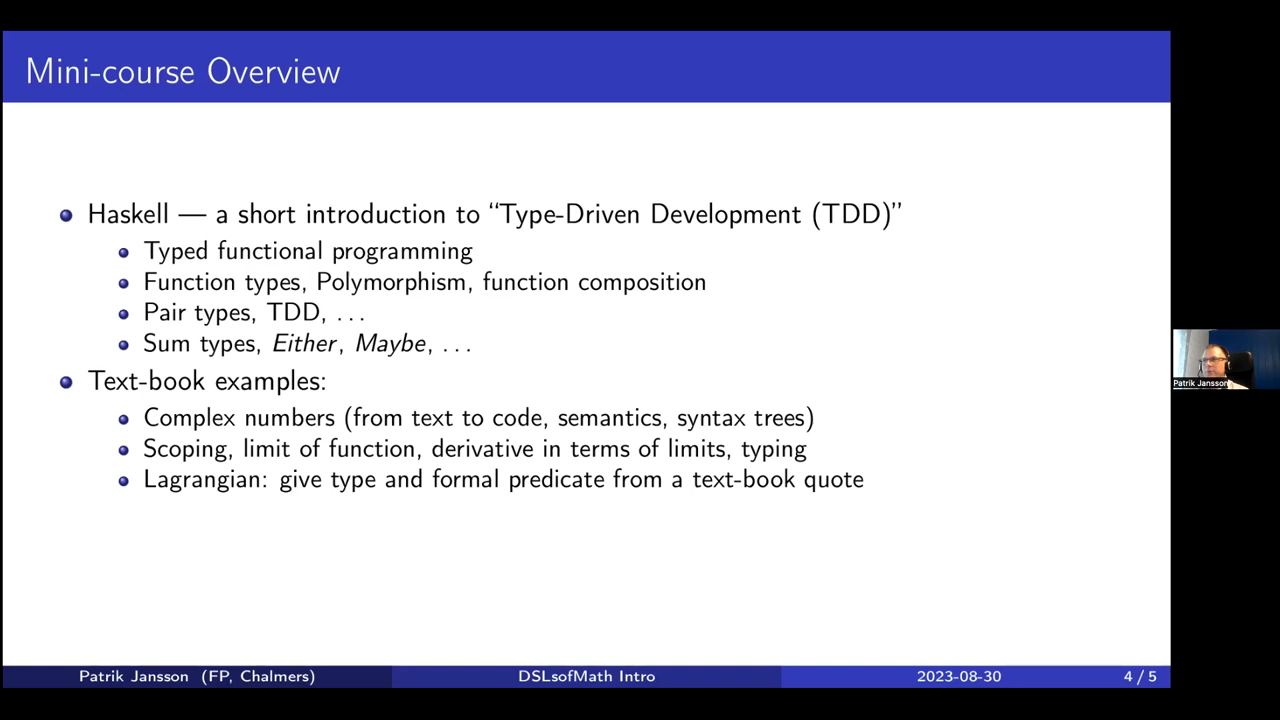 Mini-course Overview
Haskell — a short introduction to “Type-Driven Development (TDD)”
Typed functional programming
Function types, Polymorphism, function composition
Pair types, TDD, . . .
Sum types, Either, Maybe, . . .
Text-book examples:
Complex numbers (from text to code, semantics, syntax trees)
Scoping, limit of function, derivative in terms of limits, typing
Lagrangian: give type and formal predicate from a text-book quote
Patrik Jansson
Patrik Jansson (FP, Chalmers) DSLsofMath Intro 2023-08-30 4 / 5